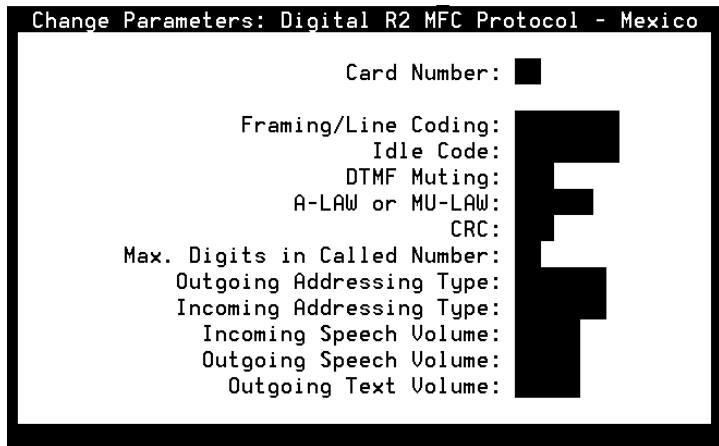 Change Parameters: Digital R2 MFC Protocol - Mexico
Card Number:
Framing/Line Coding:
Idle Code:
DTMF Muting:
A-LAW or MU-LAW:
CRC:
Max. Digits in Called Number:
Outgoing Addressing Type:
Incoming Addressing Type:
Incoming Speech Volume:
Outgoing Speech Volume:
Outgoing Text Volume: